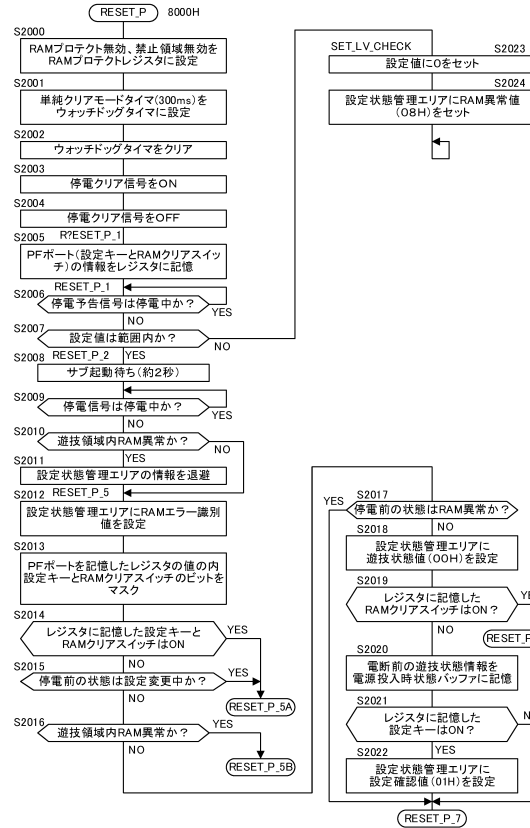 RESET_P 8000H
S2000
RAMプロテクト無効、禁止領域無効を
RAMプロテクトレジスタに設定
S2001
単純クリアモードタイマ(300ms)を
ウォッチドッグタイマに設定
S2002
ウォッチドッグタイマをクリア
S2003
停電クリア信号をON
S2004
停電クリア信号をOFF
S2005 R?ESET_P_1
PFポート(設定キーとRAMクリアスイッ
チ)の情報をレジスタに記憶
RESET_P_1
S2006
停電予告信号は停電中か?
YES
NO
S2007
設定値は範囲内か?
NO
S2008 RESET_P_2 YES
サブ起動待ち(約2秒)
S2009
停電信号は停電中か?
YES
NO
S2010
遊技領域内RAM異常か?
NO
YES
S2011
設定状態管理エリアの情報を退避
S2012 RESET_P_5
設定状態管理エリアにRAMエラー識別
値を設定
S2013
PFポートを記憶したレジスタの値の内
設定キーとRAMクリアスイッチのビットを
マスク
S2014
レジスタに記憶した設定キーと
RAMクリアスイッチはON
YES
NO
S2015
停電前の状態は設定変更中か?
YES
RESET_P_5A
NO
S2016
遊技領域内RAM異常か?
YES
RESET_P_5B
NO
SET_LV_CHECK S2023
設定値に0をセット
S2024
設定状態管理エリアにRAM異常値
(08H)をセット
S2017
YES
停電前の状態はRAM異常か?
NO
S2018
設定状態管理エリアに
遊技状態値(00H)を設定
S2019
レジスタに記憶した
RAMクリアスイッチはON?
NO
S2020
電断前の遊技状態情報を
電源投入時状態バッファに記憶
S2021
レジスタに記憶した
設定キーはON?
YES
S2022
設定状態管理エリアに
設定確認値(01H)を設定
RESET_P_7